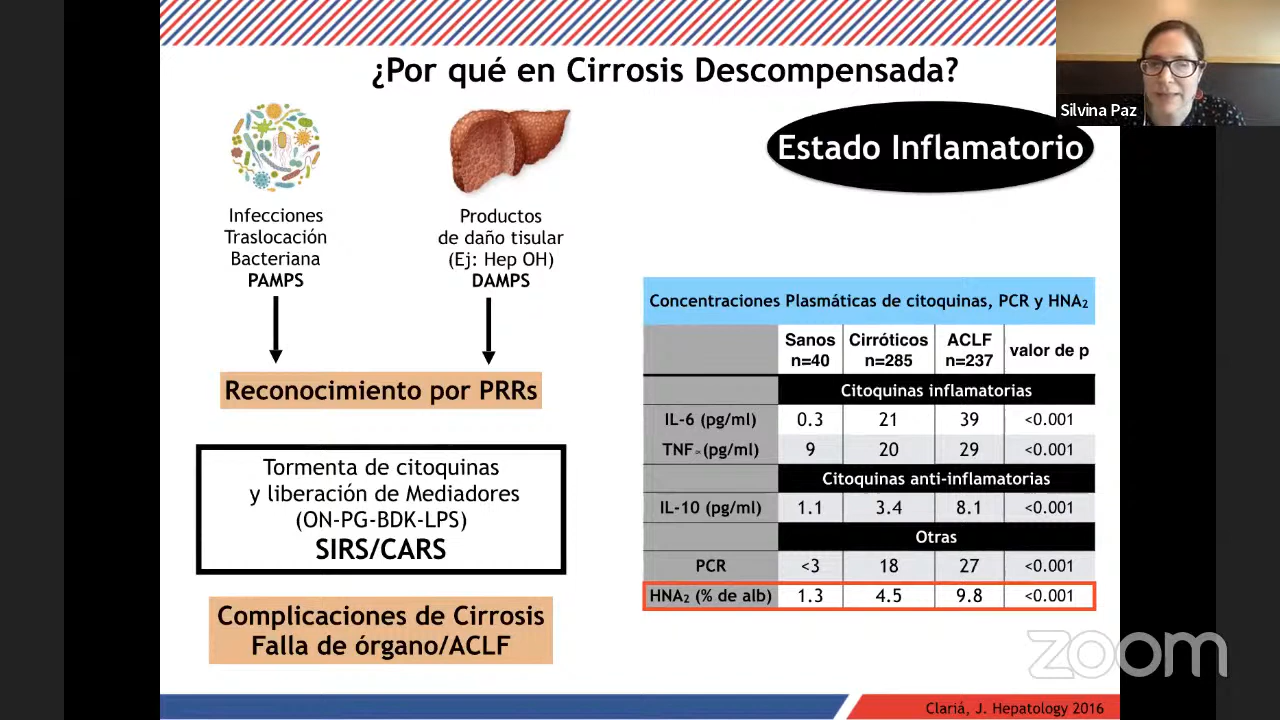 ¿Por qué en Cirrosis Descompensada?
Silvina Paz
Estado Inflamatorio
Infecciones
Traslocación
Bacteriana
PAMPS
Productos
de daño tisular
(Ej: Hep OH)
DAMPS
Reconocimiento por PRRs
Tormenta de citoquinas
y liberación de Mediadores
(ON-PG-BDK-LPS)
SIRS/CARS
Complicaciones de Cirrosis
Falla de órgano/ACLF
Concentraciones Plasmáticas de citoquinas, PCR y HNA₂
Sanos n=40 Cirróticos n=285 ACLF n=237 valor de p
Citoquinas inflamatorias
IL-6 (pg/ml) 0.3 21 39 <0.001
TNF (pg/ml) 9 20 29 <0.001
Citoquinas anti-inflamatorias
IL-10 (pg/ml) 1.1 3.4 8.1 <0.001
Otras
PCR <3 18 27 <0.001
HNA₂ (% de alb) 1.3 4.5 9.8 <0.001
zoom
Clariá, J. Hepatology 2016